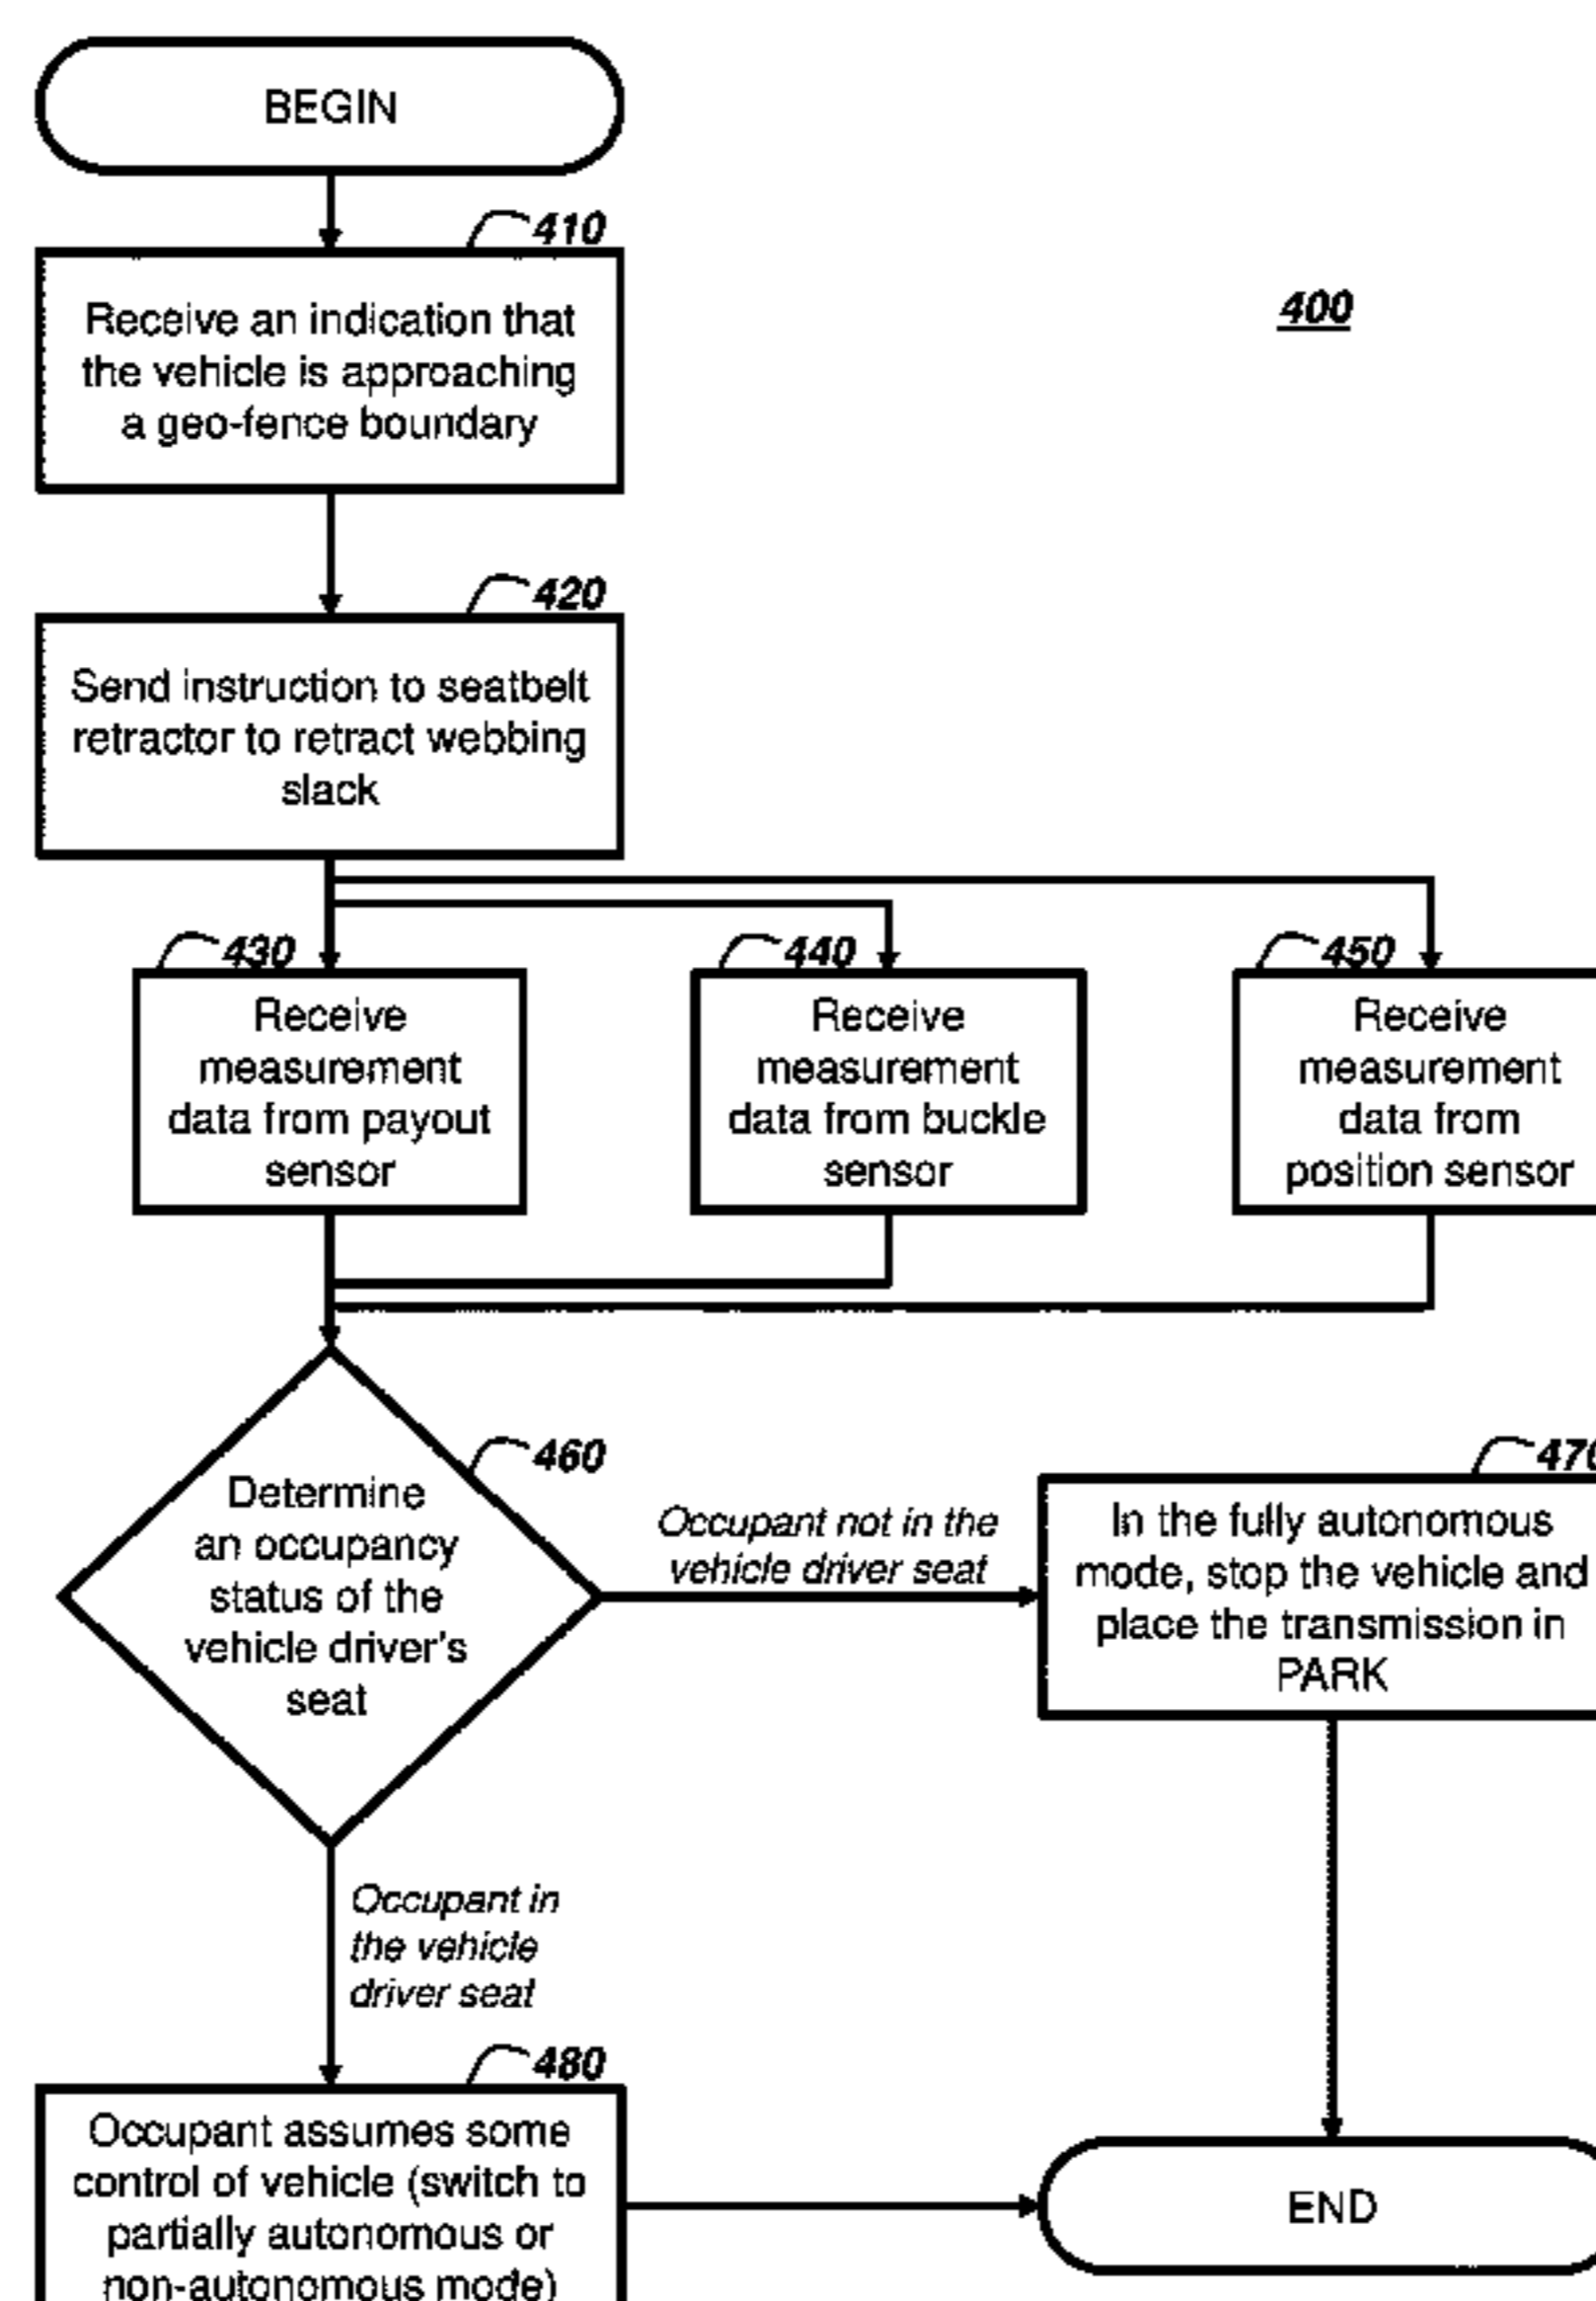 BEGIN
410
Receive an indication that
the vehicle is approaching
a geo-fence boundary
400
420
Send instruction to seatbelt
retractor to retract webbing
slack
430
Receive
measurement
data from payout
sensor
440
Receive
measurement
data from buckle
sensor
450
Receive
measurement
data from
position sensor
460
Determine
an occupancy
status of the
vehicle driver's
seat
Occupant not in the
vehicle driver seat
470
In the fully autonomous
mode, stop the vehicle and
place the transmission in
PARK
Occupant in
the vehicle
driver seat
480
Occupant assumes some
control of vehicle (switch to
partially autonomous or
non-autonomous mode)
END